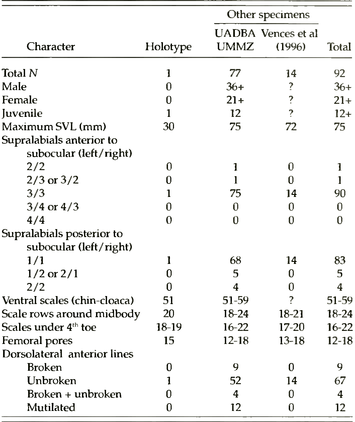 Other specimens
UADBA Vences et al
Character Holotype UMMZ (1996) Total
Total N 1 77 14 92
Male 0 36+ ? 36+
Female 0 21+ ? 21+
Juvenile 1 12 ? 12+
Maximum SVL (mm) 30 75 72 75
Supralabials anterior to
subocular (left/right)
2/2 0 1 0 1
2/3 or 3/2 0 1 0 1
3/3 1 75 14 90
3/4 or 4/3 0 0 0 0
4/4 0 0 0 0
Supralabials posterior to
subocular (left/right)
1/1 1 68 14 83
1/2 or 2/1 0 5 0 5
2/2 0 4 0 4
Ventral scales (chin-cloaca) 51 51-59 ? 51-59
Scale rows around midbody 20 18-24 18-21 18-24
Scales under 4th toe 18-19 16-22 17-20 16-22
Femoral pores 15 12-18 13-18 12-18
Dorsolateral anterior lines
Broken 0 9 0 9
Unbroken 1 52 14 67
Broken + unbroken 0 4 0 4
Mutilated 0 12 0 12